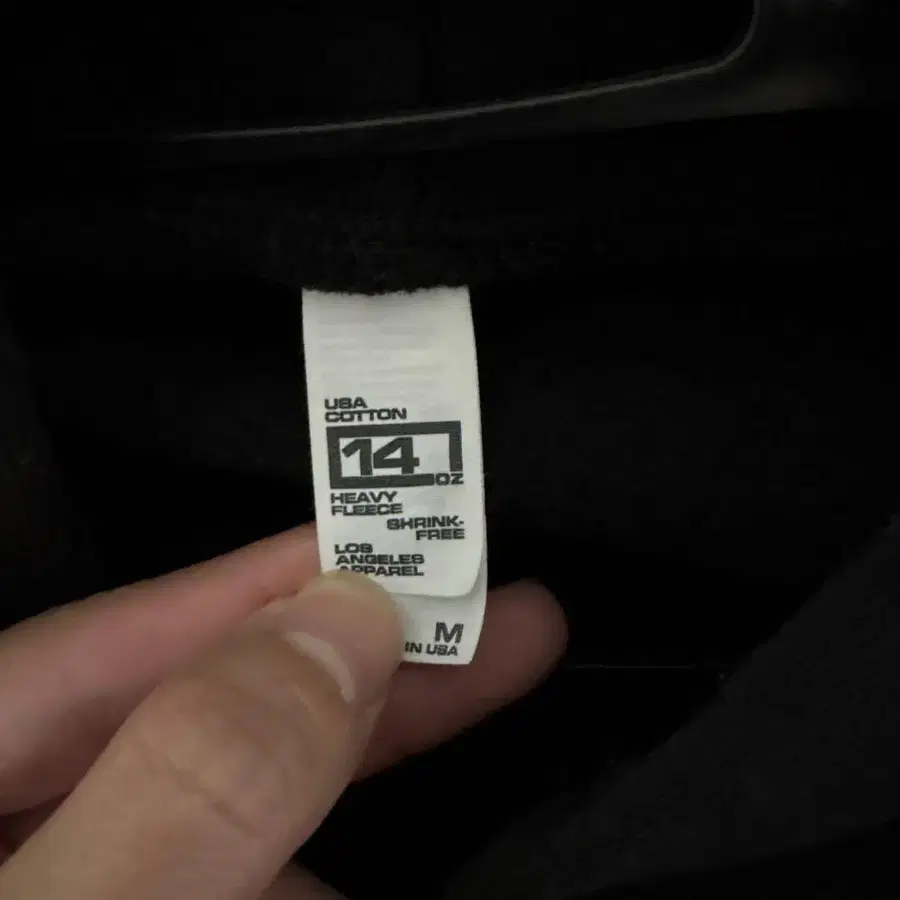 USA
COTTON
14
OZ
HEAVY
FLEECE
SHRINK-
FREE
LOS
ANGELES
APPAREL
M
IN USA